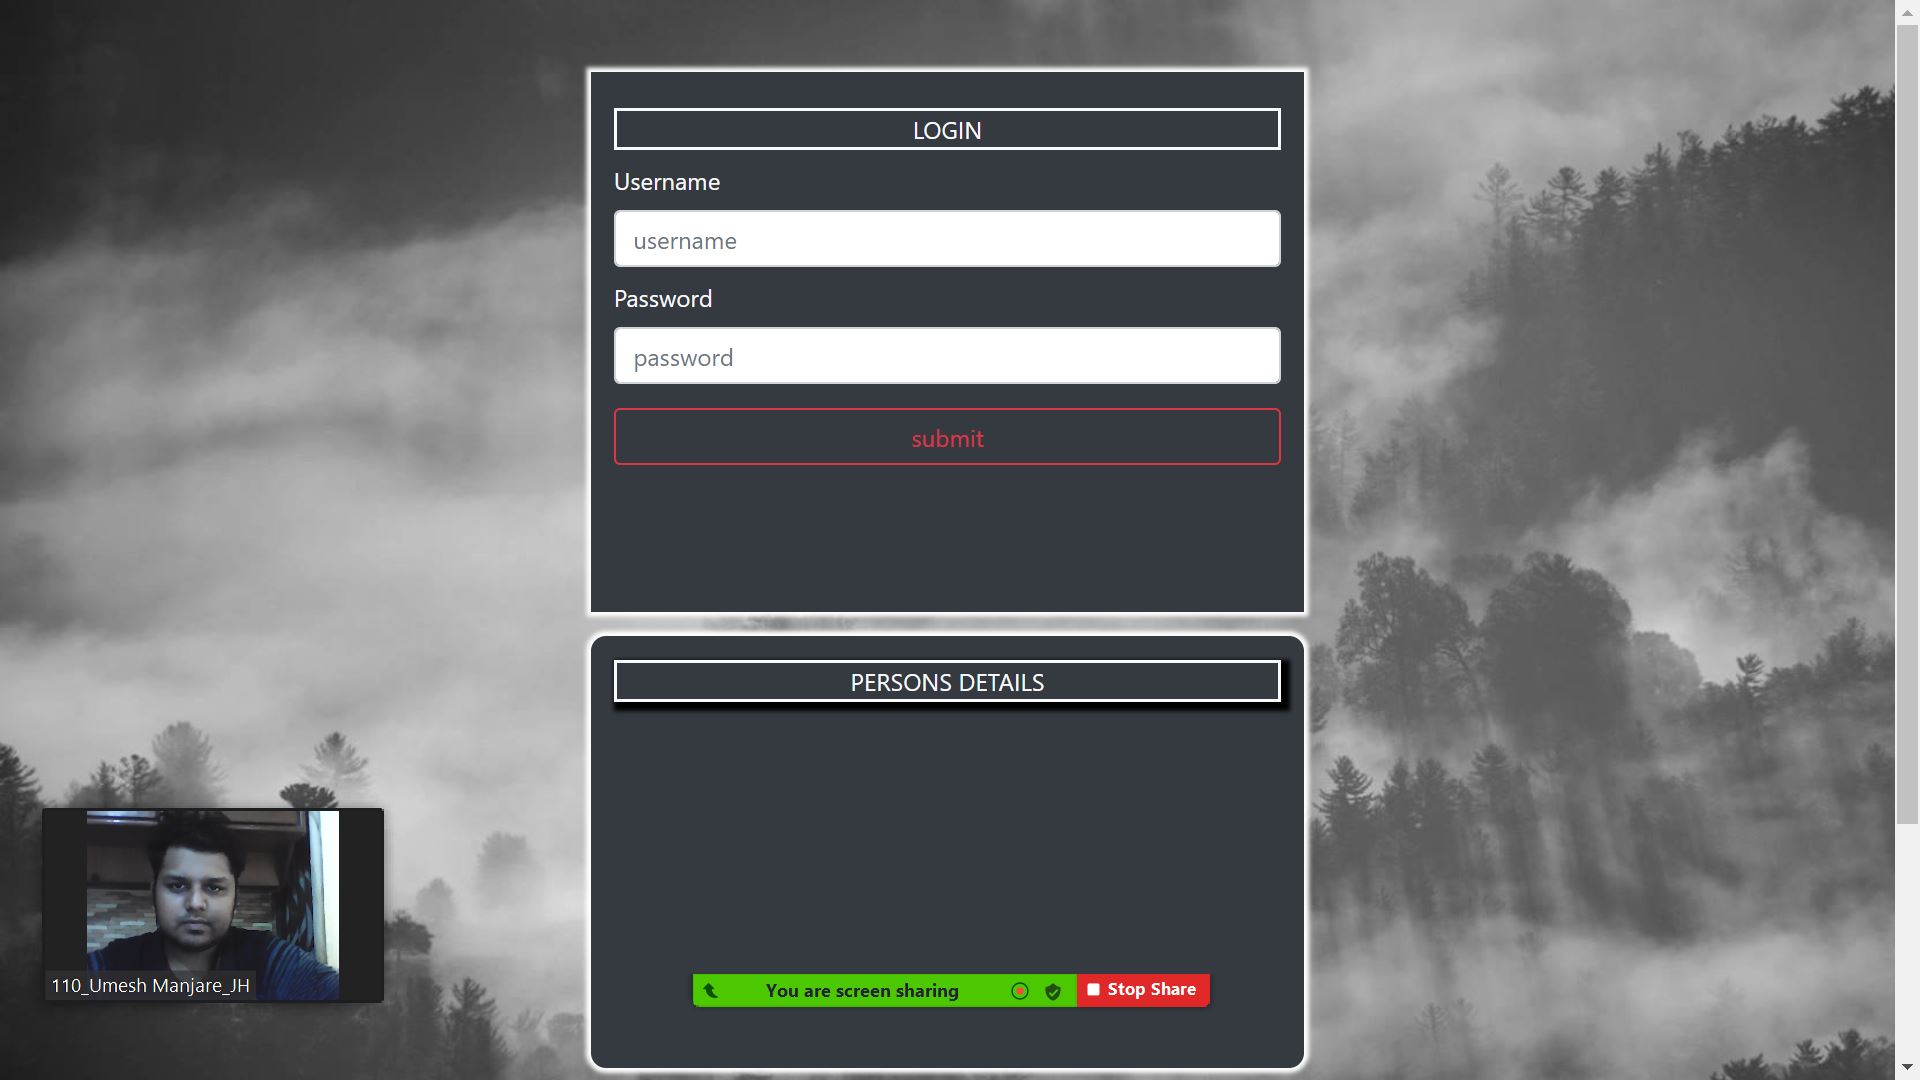 LOGIN
Username
username
Password
password
submit
PERSONS DETAILS
110_Umesh Manjare_JH
You are screen sharing
Stop Share